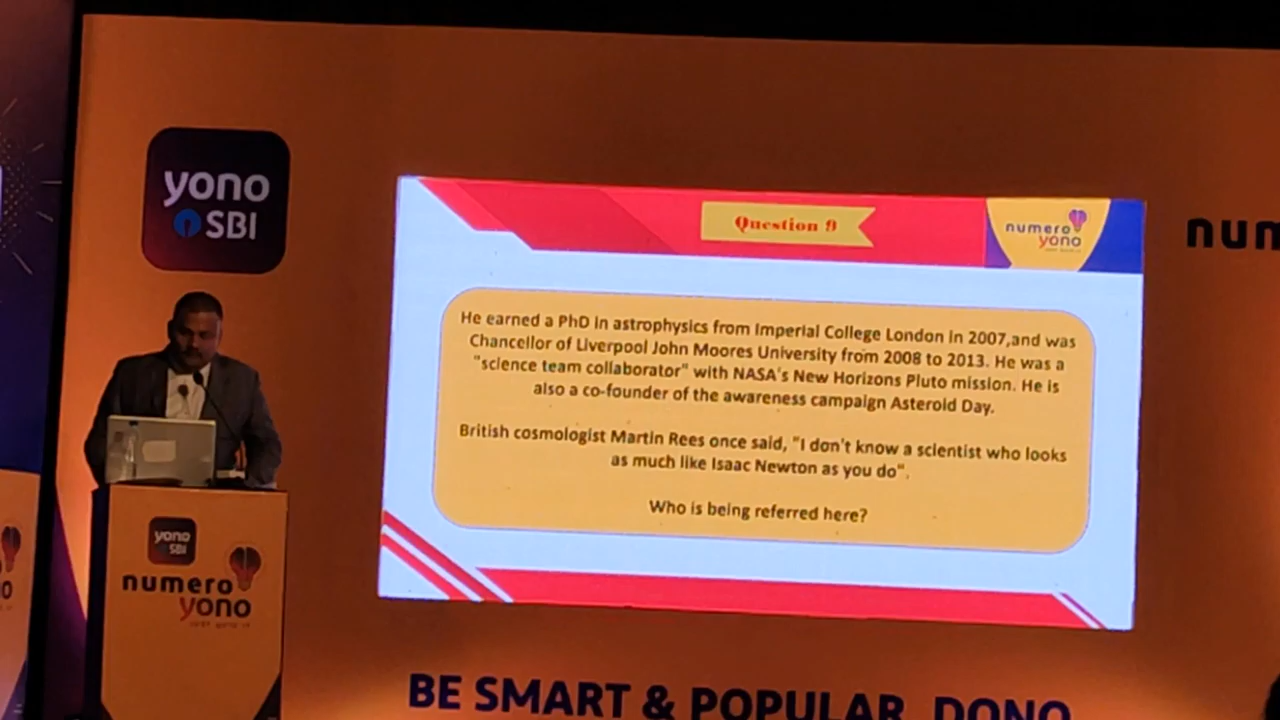 yono
SBI
Question 9
numero
yono
num
He earned a PhD in astrophysics from Imperial College London in 2007,and was
Chancellor of Liverpool John Moores University from 2008 to 2013. He was a
"science team collaborator" with NASA's New Horizons Pluto mission. He is
also a co-founder of the awareness campaign Asteroid Day.
British cosmologist Martin Rees once said, "I don't know a scientist who looks
as much like Isaac Newton as you do".
Who is being referred here?
yono
SBI
numero
yono
BE SMART & POPULAR, DONO